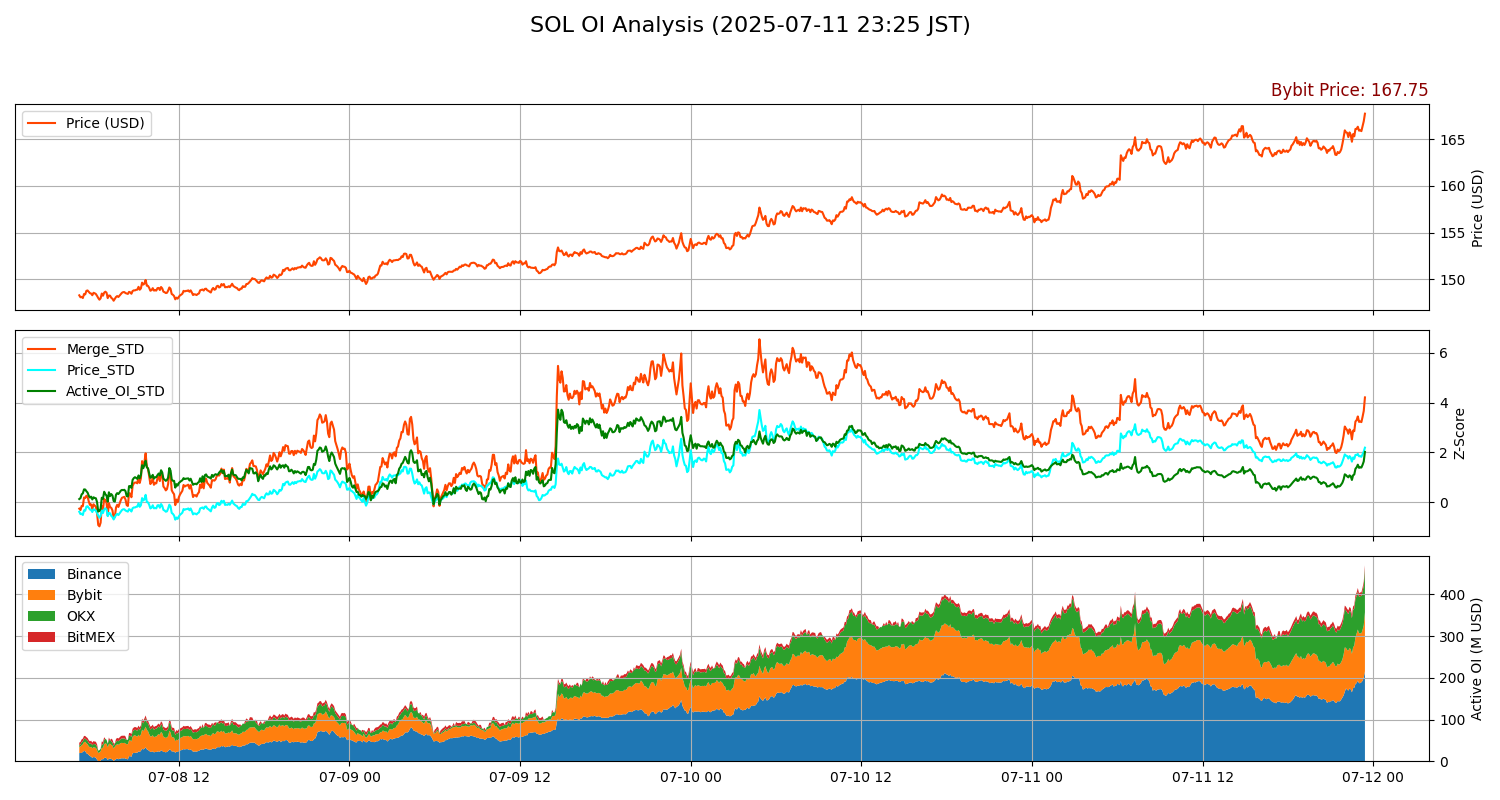 SOL OI Analysis (2025-07-11 23:25 JST)
Bybit Price: 167.75
Price (USD)
165
160
155
150
Price (USD)
Merge_STD
Price_STD
Active_OI_STD
6
4
2
0
Z-Score
Binance
Bybit
OKX
BitMEX
400
300
200
100
0
Active OI (M USD)
07-08 12
07-09 00
07-09 12
07-10 00
07-10 12
07-11 00
07-11 12
07-12 00